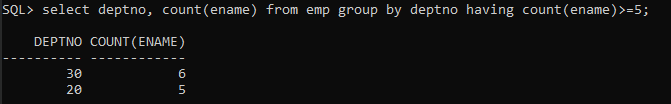 SQL> select deptno, count(ename) from emp group by deptno having count(ename)>=5;
DEPTNO COUNT(ENAME)
---------- ------------
30 6
20 5